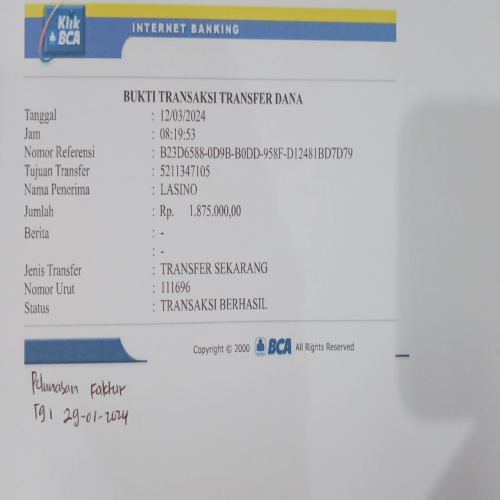 Klik
BCA
INTERNET BANKING
BUKTI TRANSAKSI TRANSFER DANA
Tanggal : 12/03/2024
Jam : 08:19:53
Nomor Referensi : B23D6588-0D9B-B0DD-958F-D12481BD7D79
Tujuan Transfer : 5211347105
Nama Penerima : LASINO
Jumlah : Rp. 1.875.000,00
Berita : -
: -
Jenis Transfer : TRANSFER SEKARANG
Nomor Urut : 111696
Status : TRANSAKSI BERHASIL
Copyright © 2000 BCA All Rights Reserved
Pelunasan Faktur
Tgl 29-01-2024